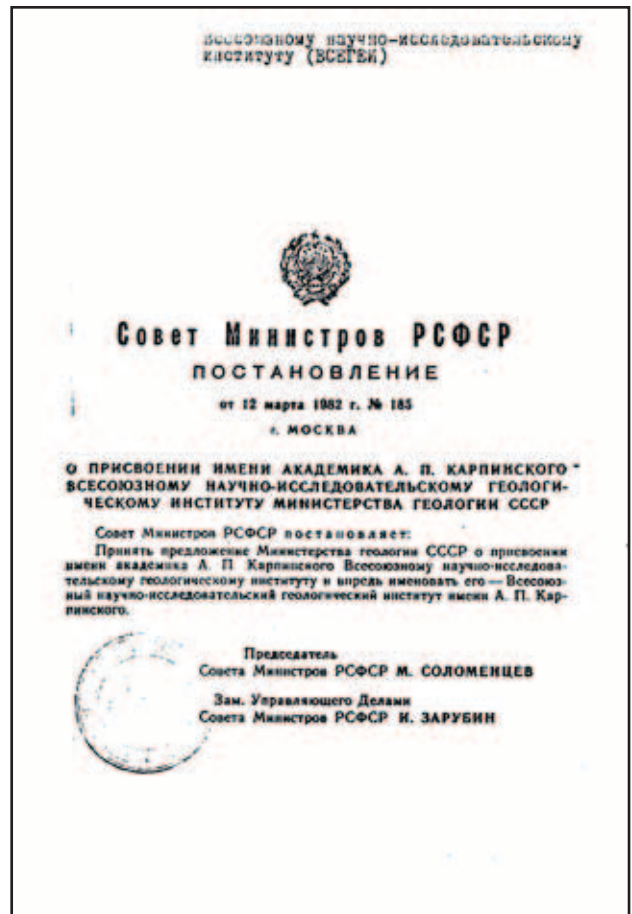 Всесоюзному научно-исследовательскому
институту (ВСЕГЕИ)
Совет Министров РСФСР
ПОСТАНОВЛЕНИЕ
от 12 марта 1982 г. № 185
г. МОСКВА
О ПРИСВОЕНИИ ИМЕНИ АКАДЕМИКА А. П. КАРПИНСКОГО
ВСЕСОЮЗНОМУ НАУЧНО-ИССЛЕДОВАТЕЛЬСКОМУ ГЕОЛОГИ-
ЧЕСКОМУ ИНСТИТУТУ МИНИСТЕРСТВА ГЕОЛОГИИ СССР
Совет Министров РСФСР постановляет:
Принять предложение Министерства геологии СССР о присвоении
имени академика А. П. Карпинского Всесоюзному научно-исследова-
тельскому геологическому институту и впредь именовать его — Всесоюз-
ный научно-исследовательский геологический институт имени А. П. Кар-
пинского.
Председатель
Совета Министров РСФСР М. СОЛОМЕНЦЕВ
Зам. Управляющего Делами
Совета Министров РСФСР И. ЗАРУБИН